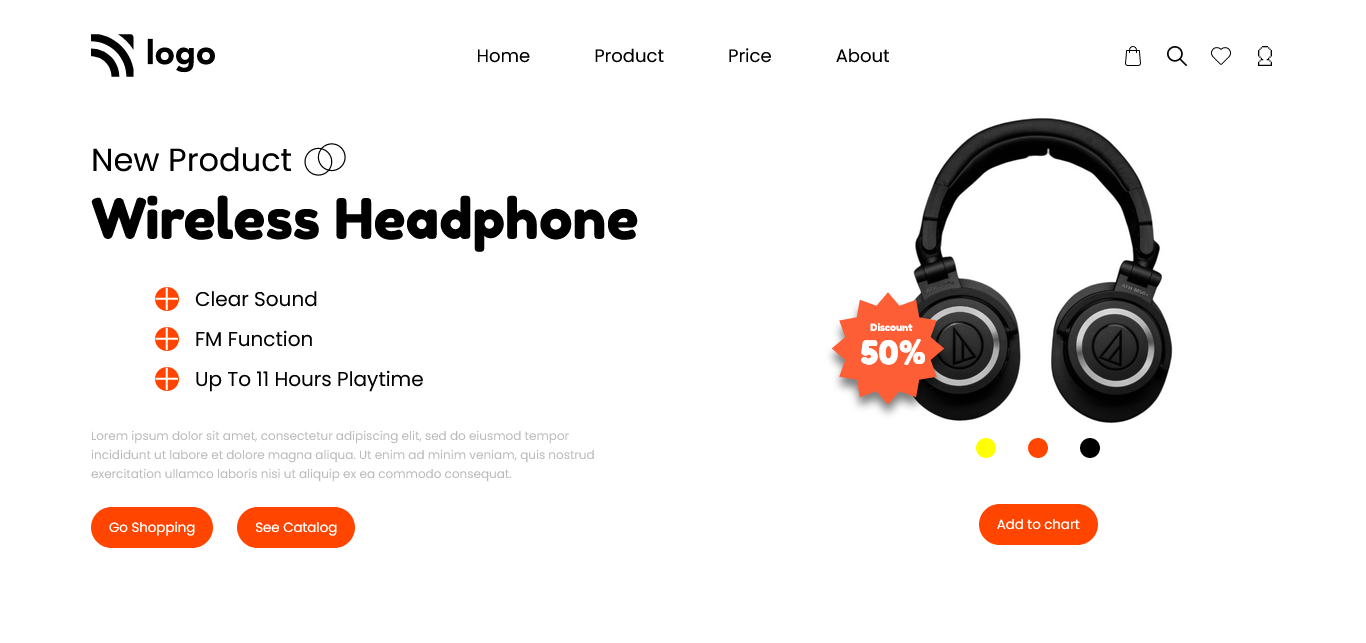 logo
Home
Product
Price
About
New Product
Wireless Headphone
Clear Sound
FM Function
Up To 11 Hours Playtime
Lorem ipsum dolor sit amet, consectetur adipiscing elit, sed do eiusmod tempor
incididunt ut labore et dolore magna aliqua. Ut enim ad minim veniam, quis nostrud
exercitation ullamco laboris nisi ut aliquip ex ea commodo consequat.
Go Shopping
See Catalog
Discount
50%
Add to chart